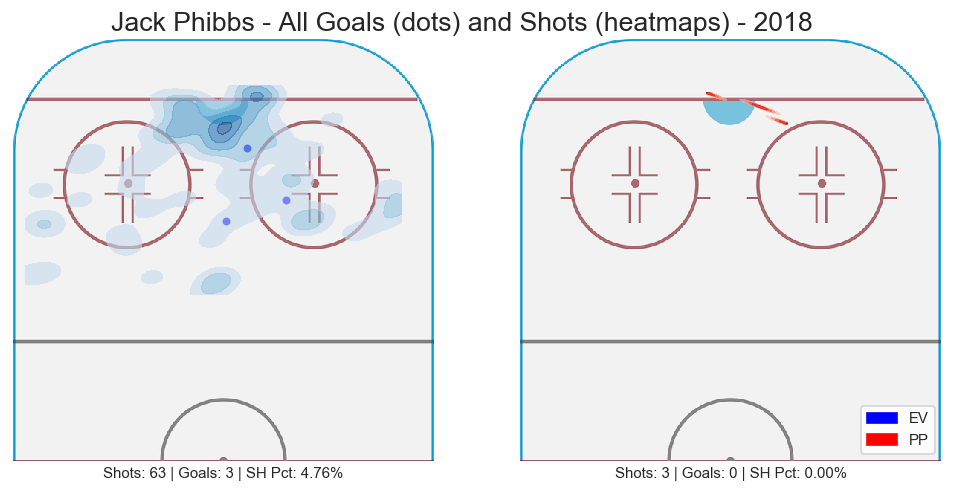 Jack Phibbs - All Goals (dots) and Shots (heatmaps) - 2018
EV
PP
Shots: 63 | Goals: 3 | SH Pct: 4.76%
Shots: 3 | Goals: 0 | SH Pct: 0.00%